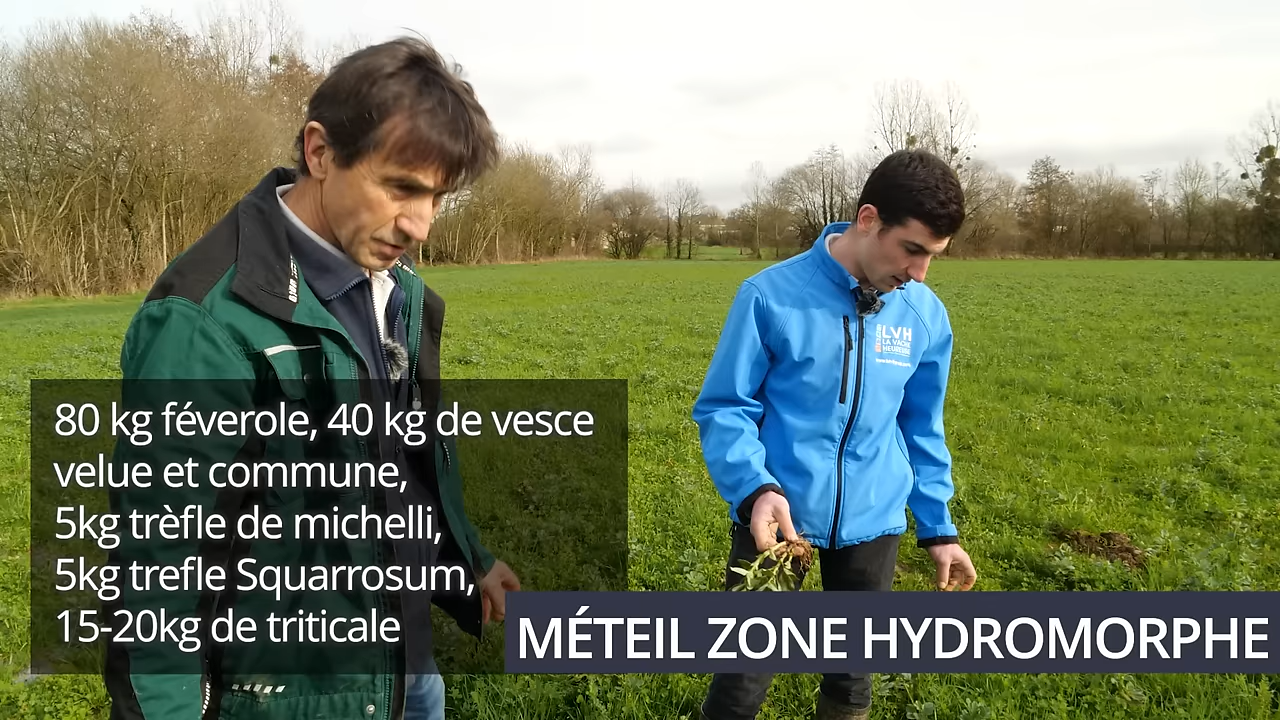 LVH
LA VACHE
HEUREUSE
80 kg féverole, 40 kg de vesce
velue et commune,
5kg trèfle de michelli,
5kg trefle Squarrosum,
15-20kg de triticale
MÉTEIL ZONE HYDROMORPHE